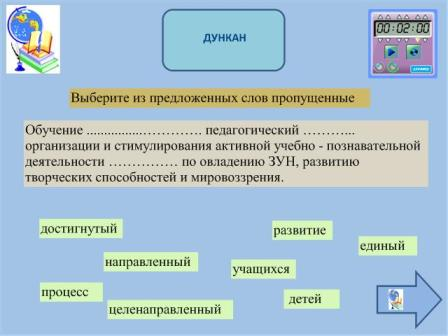 ДУНКАН
00:02:00
Выберите из предложенных слов пропущенные
Обучение ................…………. педагогический ………...
организации и стимулирования активной учебно - познавательной
деятельности …………… по овладению ЗУН, развитию
творческих способностей и мировоззрения.
достигнутый
развитие
единый
направленный
учащихся
процесс
детей
целенаправленный